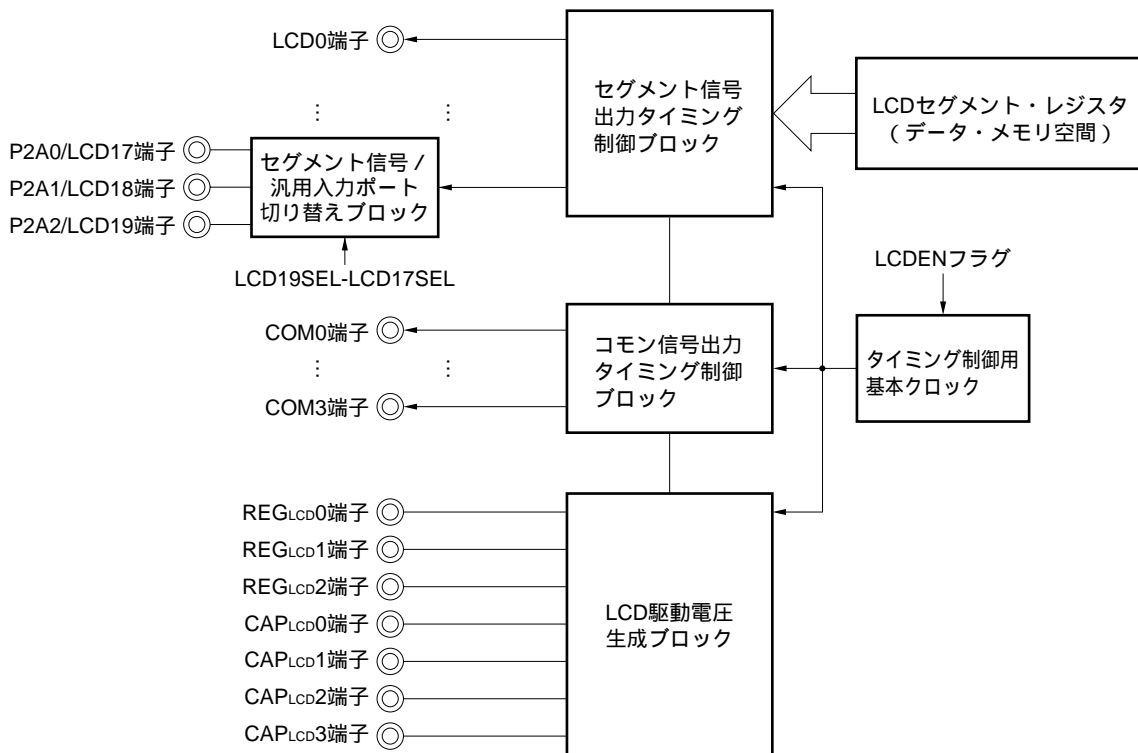 LCD0端子
セグメント信号
出力タイミング
制御ブロック
LCDセグメント・レジスタ
(データ・メモリ空間)
P2A0/LCD17端子
P2A1/LCD18端子
P2A2/LCD19端子
セグメント信号/
汎用入力ポート
切り替えブロック
LCD19SEL-LCD17SEL
LCDENフラグ
COM0端子
COM3端子
コモン信号出力
タイミング制御
ブロック
タイミング制御用
基本クロック
REGLCD0端子
REGLCD1端子
REGLCD2端子
CAPLCD0端子
CAPLCD1端子
CAPLCD2端子
CAPLCD3端子
LCD駆動電圧
生成ブロック